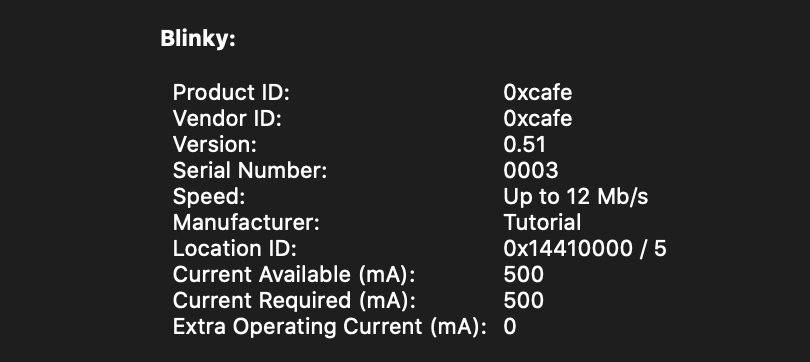 Blinky:
Product ID: 0xcafe
Vendor ID: 0xcafe
Version: 0.51
Serial Number: 0003
Speed: Up to 12 Mb/s
Manufacturer: Tutorial
Location ID: 0x14410000 / 5
Current Available (mA): 500
Current Required (mA): 500
Extra Operating Current (mA): 0